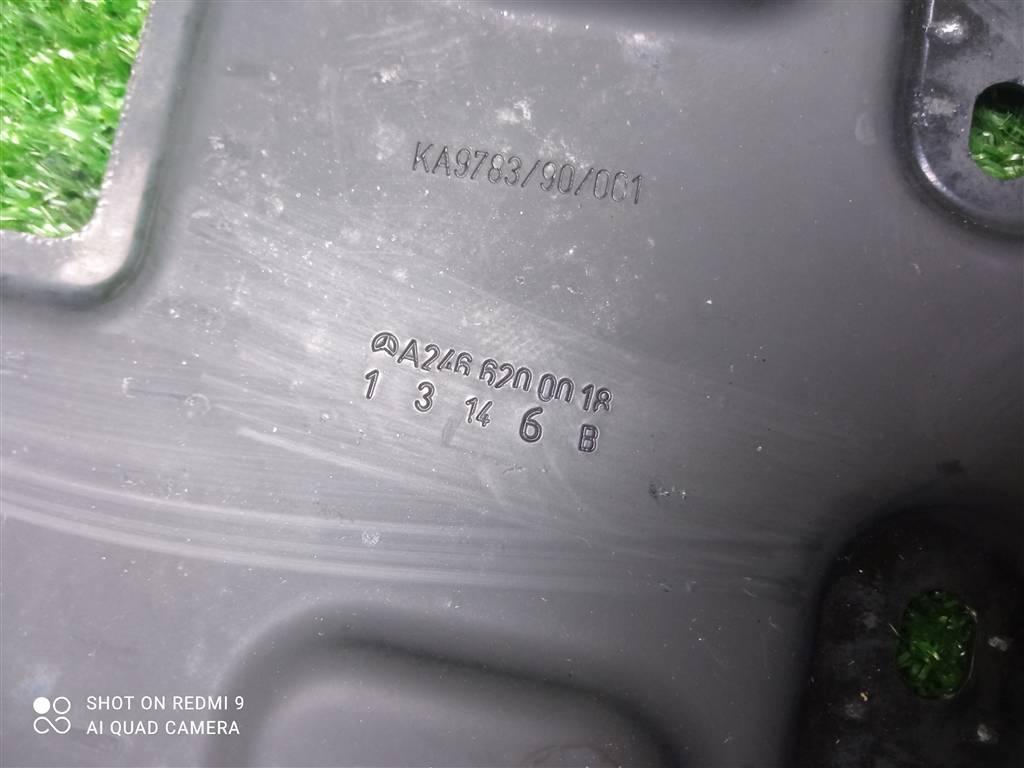 KA9783/90/001
A246 620 00 18
1 3 14 6 B
SHOT ON REDMI 9
AI QUAD CAMERA